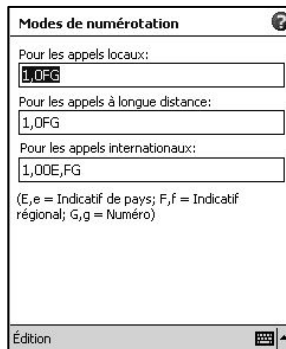 Modes de numérotation ?
Pour les appels locaux:
1,0FG
Pour les appels à longue distance:
1,0FG
Pour les appels internationaux:
1,00E,FG
(E,e = Indicatif de pays; F,f = Indicatif
régional; G,g = Numéro)
Édition